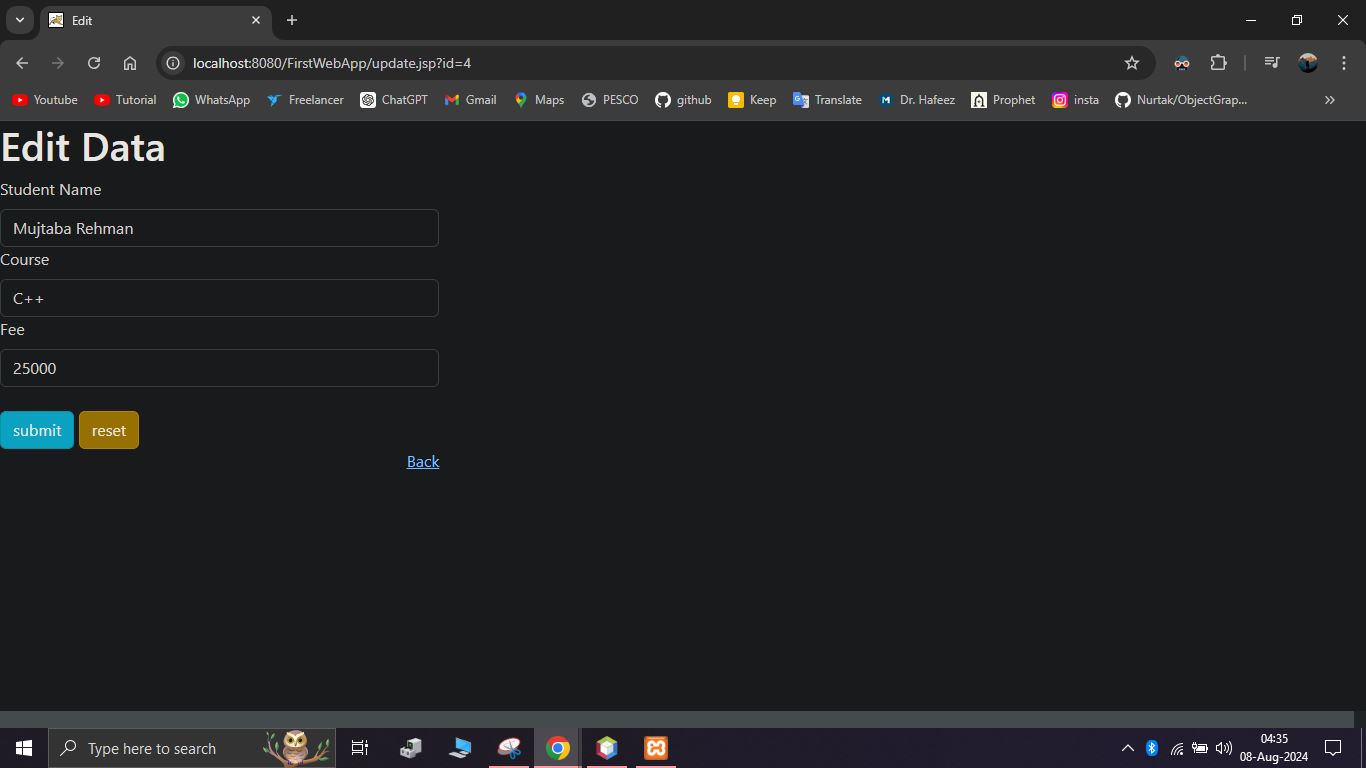 Edit
localhost:8080/FirstWebApp/update.jsp?id=4
Youtube Tutorial WhatsApp Freelancer ChatGPT Gmail Maps PESCO github Keep Translate Dr. Hafeez Prophet insta Nurtak/ObjectGrap...
Edit Data
Student Name
Mujtaba Rehman
Course
C++
Fee
25000
submit reset
Back
Type here to search
04:35
08-Aug-2024